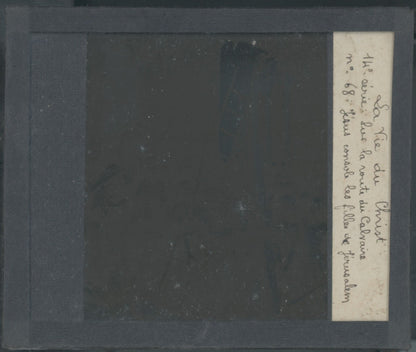 La Vie du Christ
14e série: Sur la route du Calvaire
n° 68: Jésus console les filles de Jérusalem